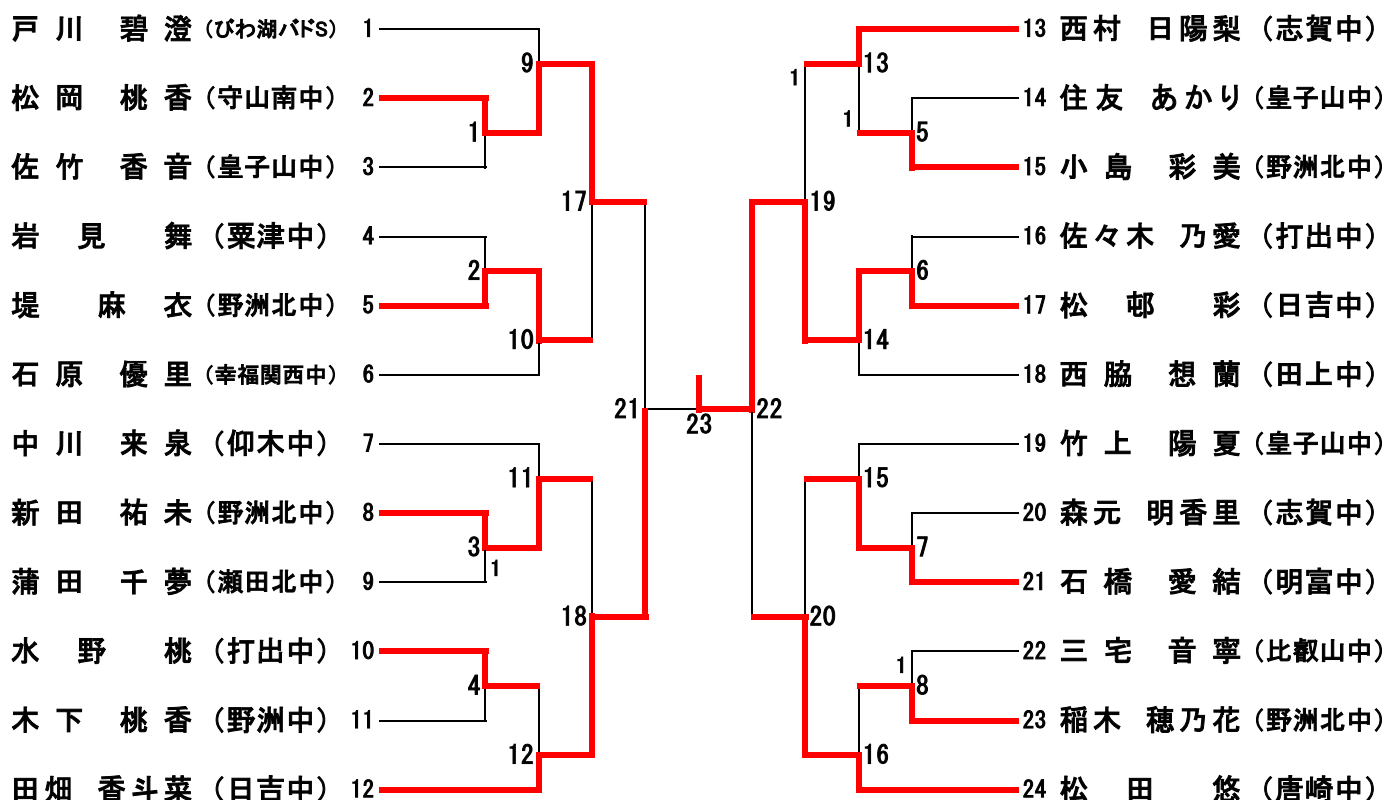 戸川 碧澄 (びわ湖バドS) 1
松岡 桃香 (守山南中) 2
佐竹 香音 (皇子山中) 3
岩見 舞 (粟津中) 4
堤 麻衣 (野洲北中) 5
石原 優里 (幸福関西中) 6
中川 来泉 (仰木中) 7
新田 祐未 (野洲北中) 8
蒲田 千夢 (瀬田北中) 9
水野 桃 (打出中) 10
木下 桃香 (野洲中) 11
田畑 香斗菜 (日吉中) 12
9
1
17
2
10
21
11
3
1
18
4
12
23
13 西村 日陽梨 (志賀中)
14 住友 あかり (皇子山中)
15 小島 彩美 (野洲北中)
16 佐々木 乃愛 (打出中)
17 松邨 彩 (日吉中)
18 西脇 想蘭 (田上中)
19 竹上 陽夏 (皇子山中)
20 森元 明香里 (志賀中)
21 石橋 愛結 (明富中)
22 三宅 音寧 (比叡山中)
23 稲木 穂乃花 (野洲北中)
24 松田 悠 (唐崎中)
1
13
1
5
19
6
14
22
15
7
20
1
8
16